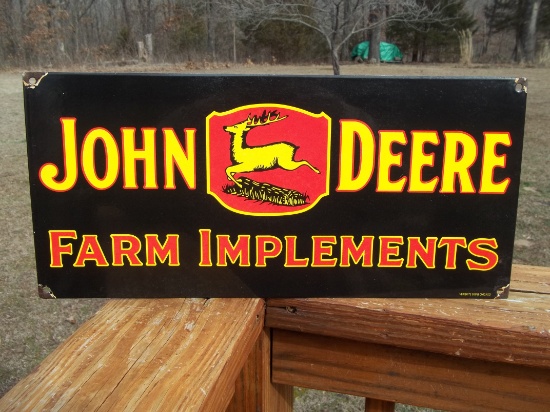 JOHN DEERE
FARM IMPLEMENTS